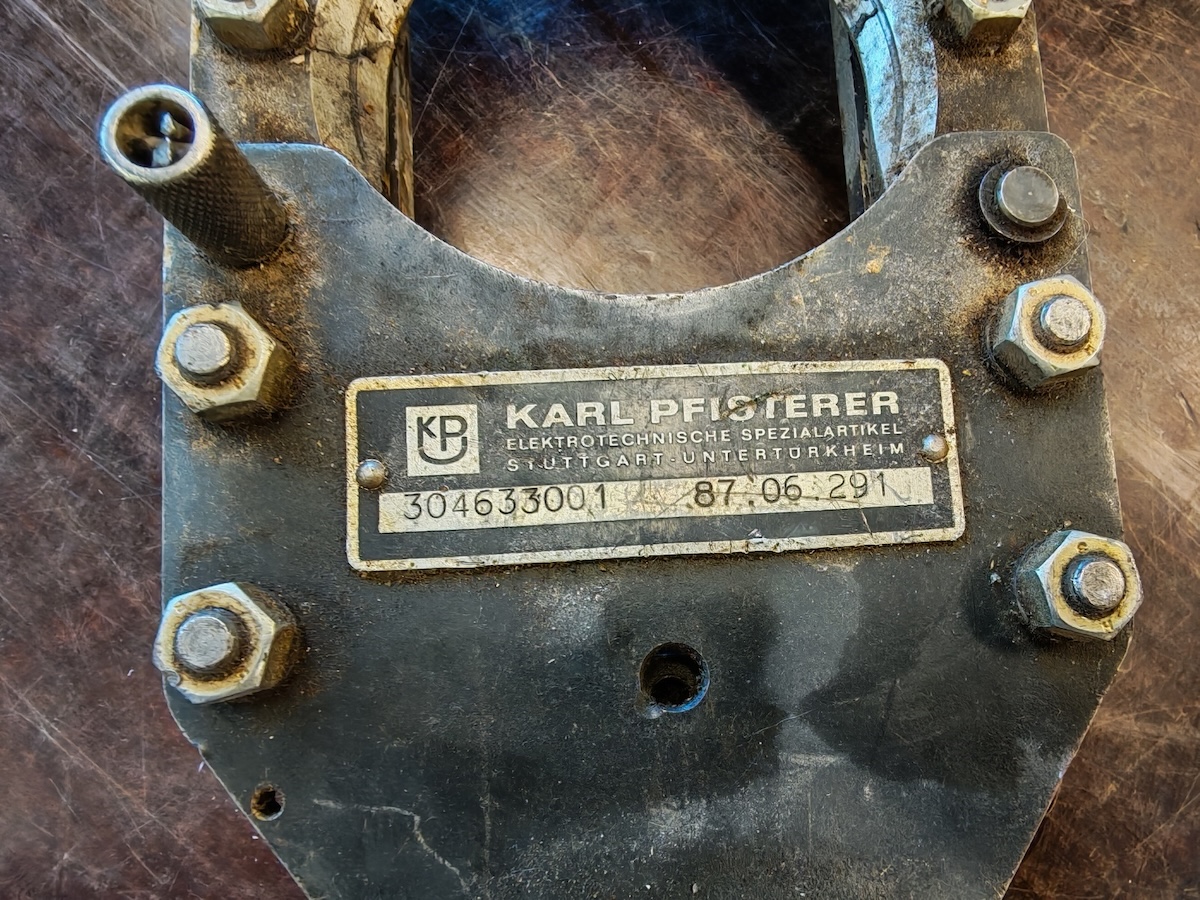 KPU KARL PFISTERER
ELEKTROTECHNISCHE SPEZIALARTIKEL
STUTTGART-UNTERTÜRKHEIM
304633001 87.06.291